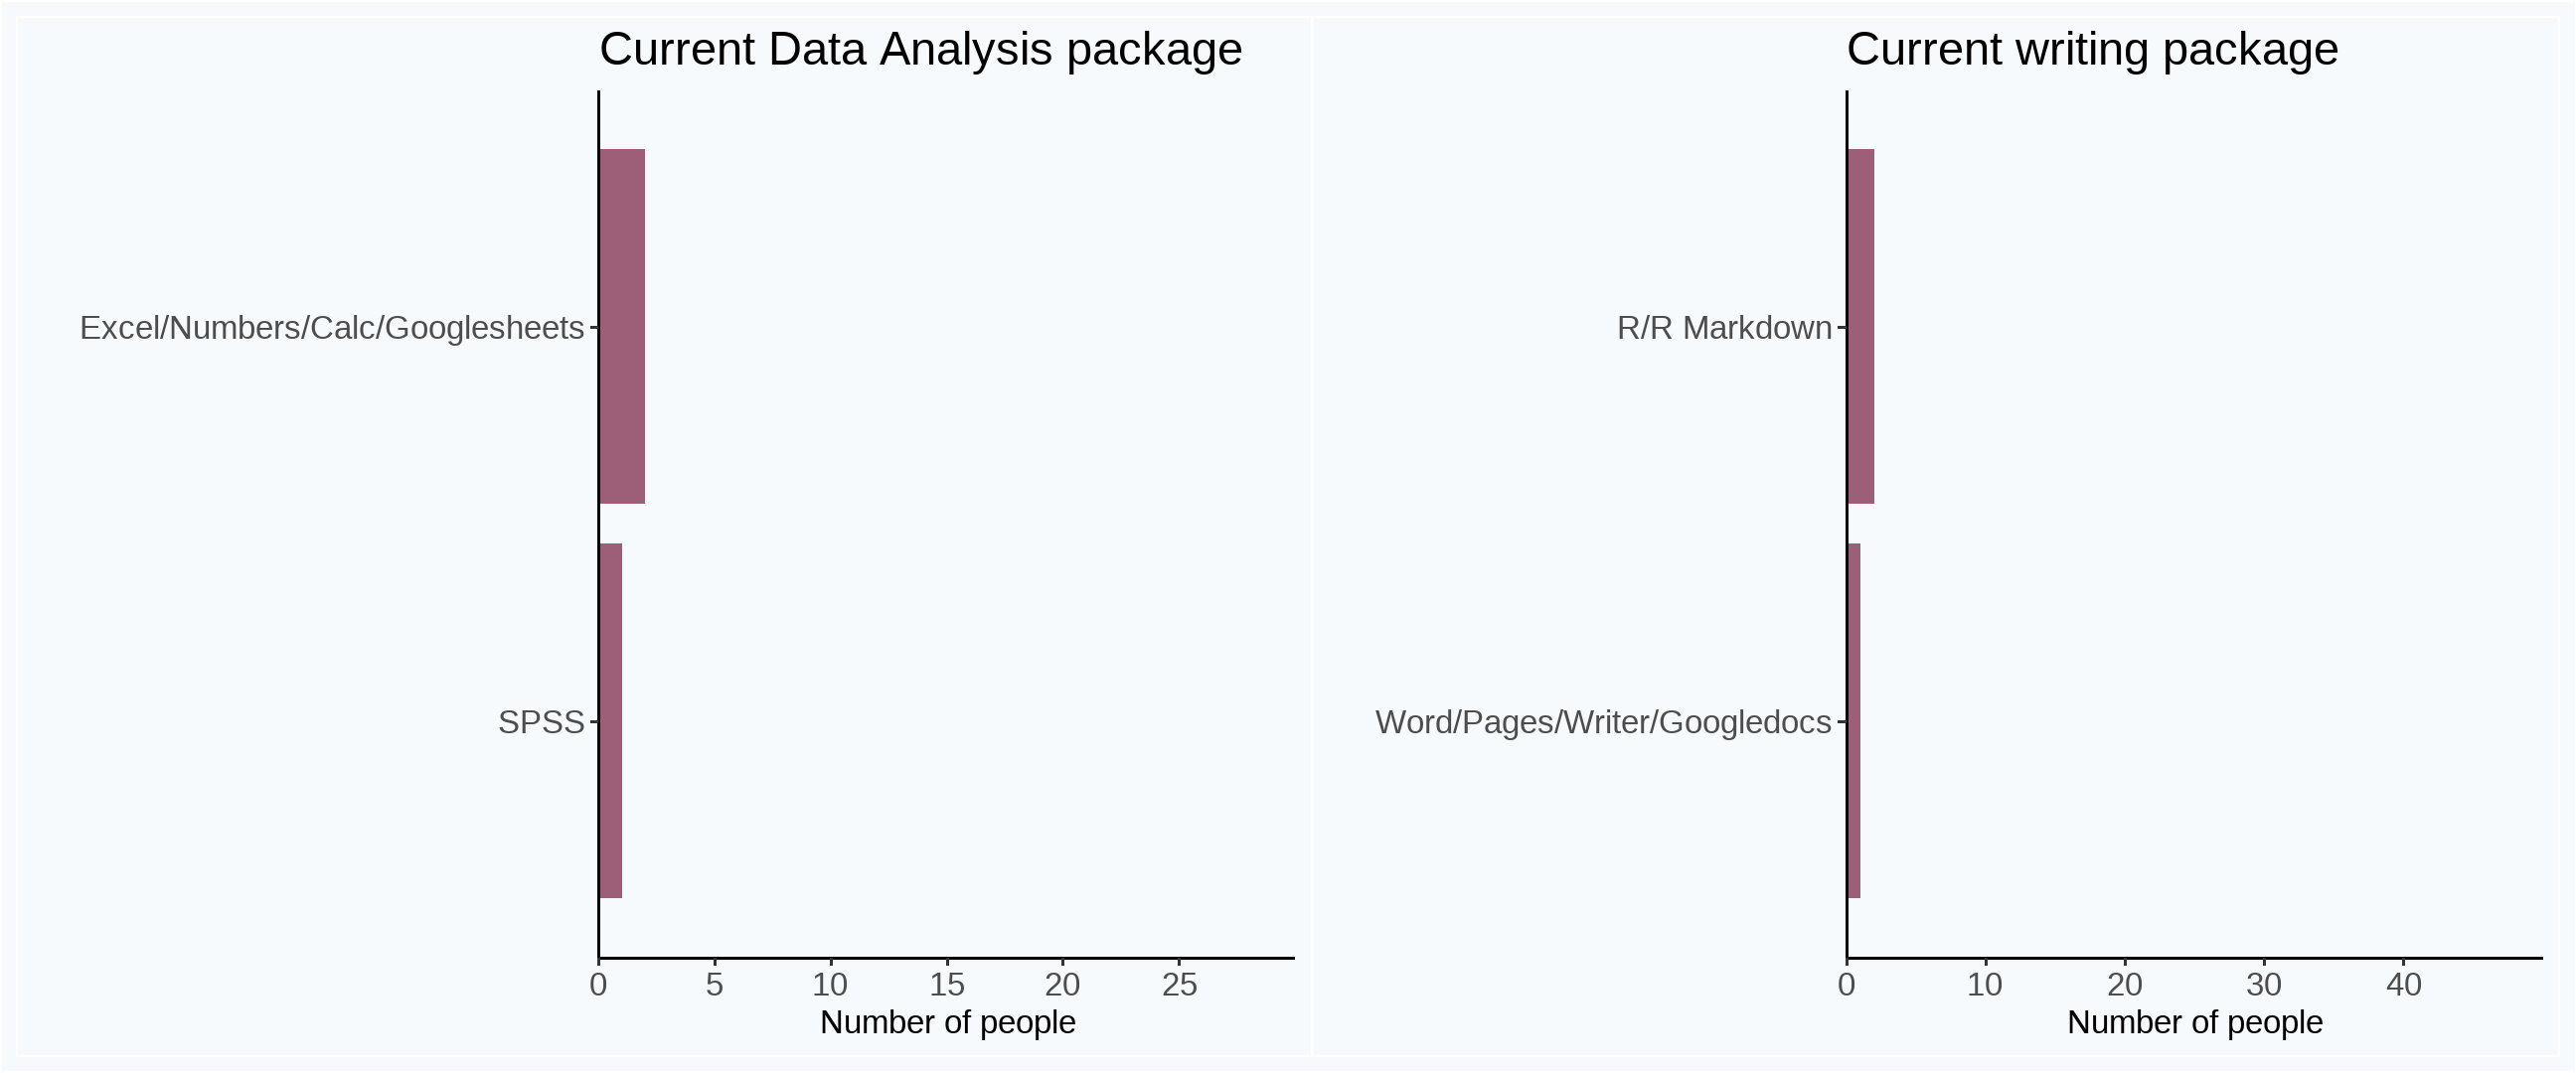 Current Data Analysis package
Excel/Numbers/Calc/Googlesheets
SPSS
0 5 10 15 20 25
Number of people
Current writing package
R/R Markdown
Word/Pages/Writer/Googledocs
0 10 20 30 40
Number of people